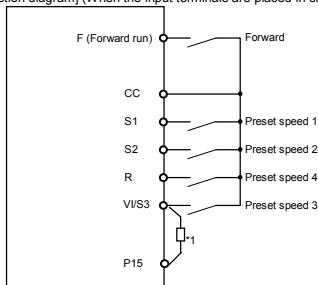 ction diagram] (When the input terminals are placed in s
F (Forward run) Forward
CC
S1 Preset speed 1
S2 Preset speed 2
R Preset speed 4
VI/S3 Preset speed 3
*1
P15